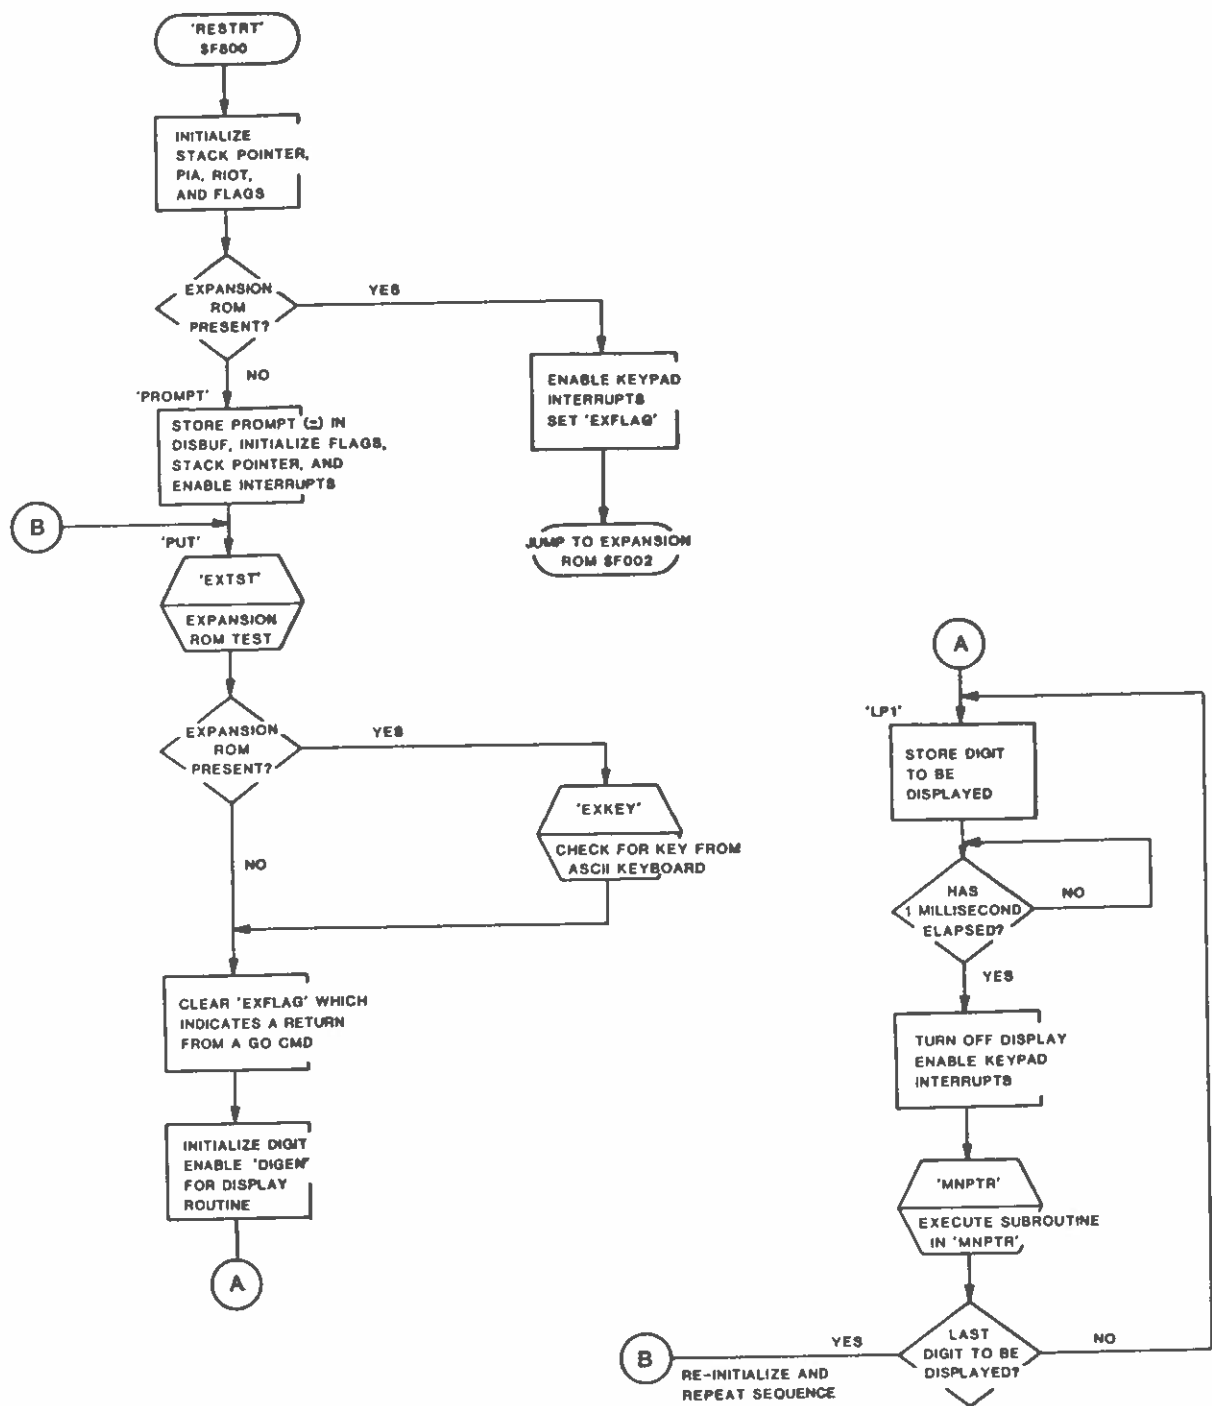 'RESTRT'
$F800
INITIALIZE
STACK POINTER,
PIA, RIOT,
AND FLAGS
EXPANSION
ROM
PRESENT?
YES
NO
ENABLE KEYPAD
INTERRUPTS
SET 'EXFLAG'
JUMP TO EXPANSION
ROM $F002
'PROMPT'
STORE PROMPT (=) IN
DISBUF, INITIALIZE FLAGS,
STACK POINTER, AND
ENABLE INTERRUPTS
B
'PUT'
'EXTST'
EXPANSION
ROM TEST
EXPANSION
ROM
PRESENT?
YES
NO
'EXKEY'
CHECK FOR KEY FROM
ASCII KEYBOARD
CLEAR 'EXFLAG' WHICH
INDICATES A RETURN
FROM A GO CMD
INITIALIZE DIGIT
ENABLE 'DIGEN'
FOR DISPLAY
ROUTINE
A
A
'LP1'
STORE DIGIT
TO BE
DISPLAYED
HAS
1 MILLISECOND
ELAPSED?
NO
YES
TURN OFF DISPLAY
ENABLE KEYPAD
INTERRUPTS
'MNPTR'
EXECUTE SUBROUTINE
IN 'MNPTR'
LAST
DIGIT TO BE
DISPLAYED?
NO
YES
B
RE-INITIALIZE AND
REPEAT SEQUENCE